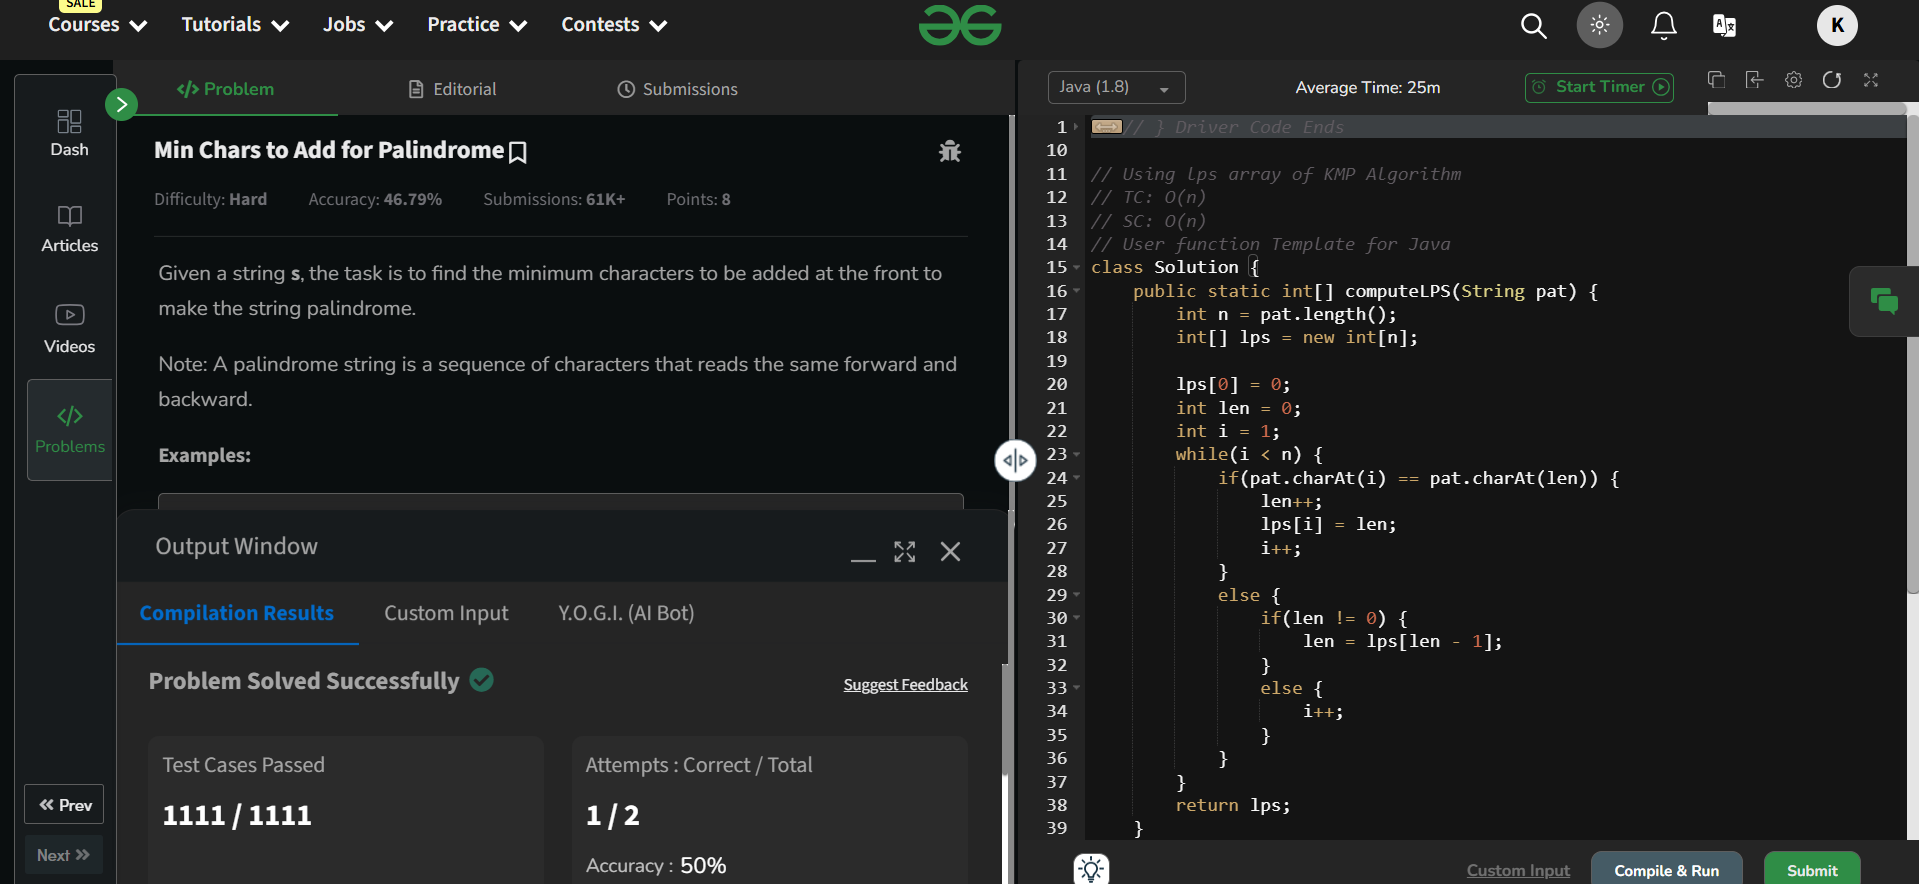 SALE
Courses Tutorials Jobs Practice Contests
K
Dash
Articles
Videos
Problems
« Prev
Next »
Problem Editorial Submissions
Min Chars to Add for Palindrome
Difficulty: Hard Accuracy: 46.79% Submissions: 61K+ Points: 8
Given a string s, the task is to find the minimum characters to be added at the front to
make the string palindrome.
Note: A palindrome string is a sequence of characters that reads the same forward and
backward.
Examples:
Output Window
Compilation Results Custom Input Y.O.G.I. (AI Bot)
Problem Solved Successfully Suggest Feedback
Test Cases Passed
1111 / 1111
Attempts : Correct / Total
1 / 2
Accuracy : 50%
Java (1.8) Average Time: 25m Start Timer
1 // } Driver Code Ends
10
11 // Using lps array of KMP Algorithm
12 // TC: O(n)
13 // SC: O(n)
14 // User function Template for Java
15 class Solution {
16 public static int[] computeLPS(String pat) {
17 int n = pat.length();
18 int[] lps = new int[n];
19
20 lps[0] = 0;
21 int len = 0;
22 int i = 1;
23 while(i < n) {
24 if(pat.charAt(i) == pat.charAt(len)) {
25 len++;
26 lps[i] = len;
27 i++;
28 }
29 else {
30 if(len != 0) {
31 len = lps[len - 1];
32 }
33 else {
34 i++;
35 }
36 }
37 }
38 return lps;
39 }
Custom Input Compile & Run Submit